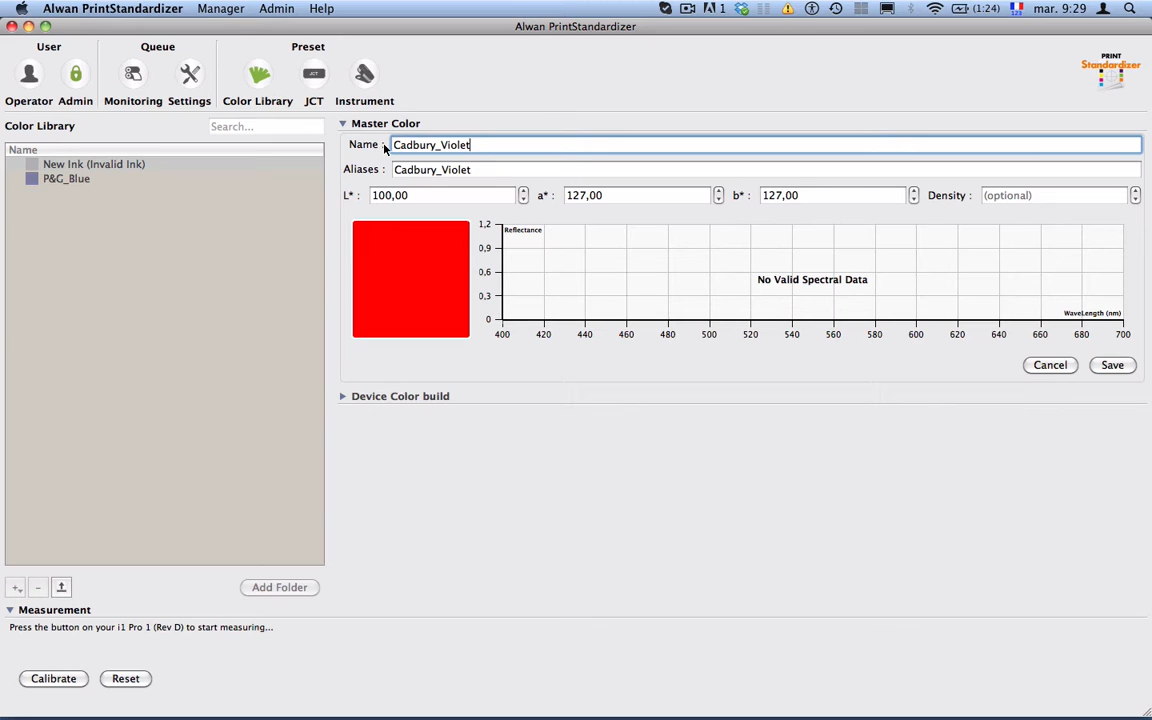 Alwan PrintStandardizer Manager Admin Help 1 (1:24) 123 mar. 9:29
Alwan PrintStandardizer
User Queue Preset
Operator Admin Monitoring Settings Color Library JCT JCT Instrument
PRINT
Standardizer
Color Library Search...
Name
New Ink (Invalid Ink)
P&G_Blue
+ -
Add Folder
Master Color
Name : Cadbury_Violet
Aliases : Cadbury_Violet
L* : 100,00 a* : 127,00 b* : 127,00 Density : (optional)
1,2 Reflectance
0,9
0,6 No Valid Spectral Data
0,3
0 WaveLength (nm)
400 420 440 460 480 500 520 540 560 580 600 620 640 660 680 700
Cancel Save
Device Color build
Measurement
Press the button on your i1 Pro 1 (Rev D) to start measuring...
Calibrate Reset